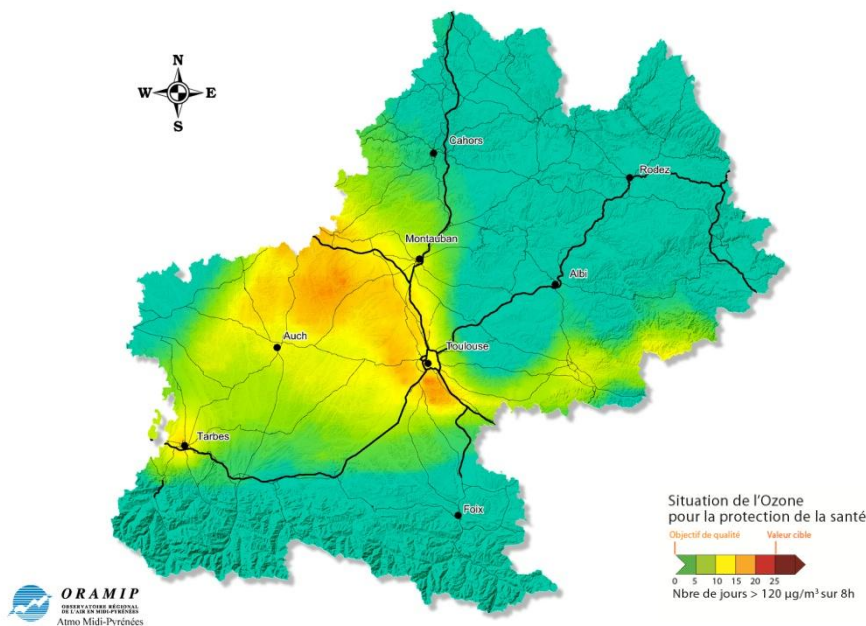 N
W E
S
Cahors
Rodez
Montauban
Albi
Auch
Toulouse
Tarbes
Foix
Situation de l'Ozone
pour la protection de la santé
Objectif de qualité Valeur cible
0 5 10 15 20 25
Nbre de jours > 120 µg/m³ sur 8h
ORAMIP
OBSERVATOIRE RÉGIONAL
DE L'AIR EN MIDI-PYRÉNÉES
Atmo Midi-Pyrénées